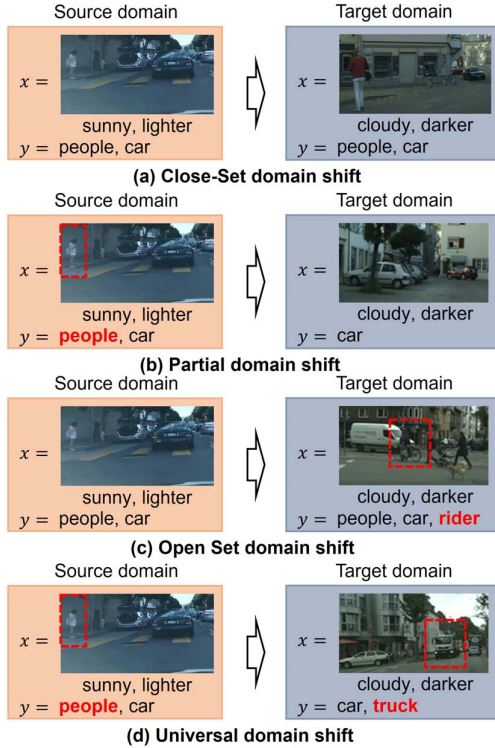 Source domain
Target domain
x =
x =
sunny, lighter
cloudy, darker
y = people, car
y = people, car
(a) Close-Set domain shift
Source domain
Target domain
x =
x =
sunny, lighter
cloudy, darker
y = people, car
y = car
(b) Partial domain shift
Source domain
Target domain
x =
x =
sunny, lighter
cloudy, darker
y = people, car
y = people, car, rider
(c) Open Set domain shift
Source domain
Target domain
x =
x =
sunny, lighter
cloudy, darker
y = people, car
y = car, truck
(d) Universal domain shift